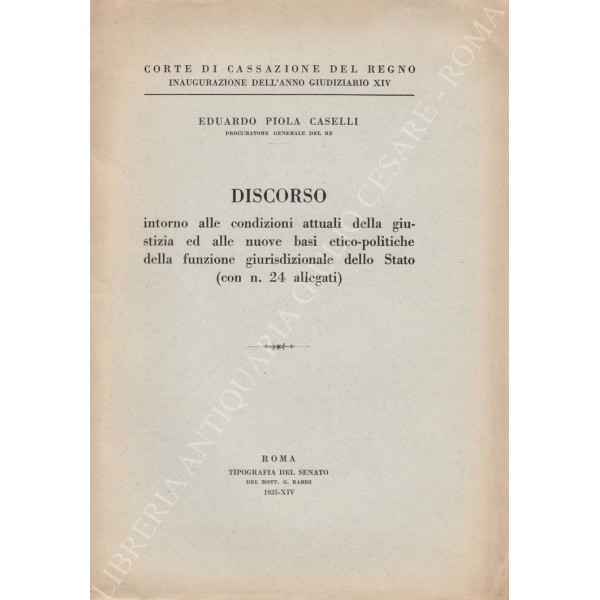 CORTE DI CASSAZIONE DEL REGNO
INAUGURAZIONE DELL'ANNO GIUDIZIARIO XIV
EDUARDO PIOLA CASELLI
PROCURATORE GENERALE DEL RE
DISCORSO
intorno alle condizioni attuali della giu-
stizia ed alle nuove basi etico-politiche
della funzione giurisdizionale dello Stato
(con n. 24 allegati)
ROMA
TIPOGRAFIA DEL SENATO
DEL DOTT. G. BARDI
1935-XIV
LIBRERIA ANTIQUARIA GIULIO CESARE - ROMA